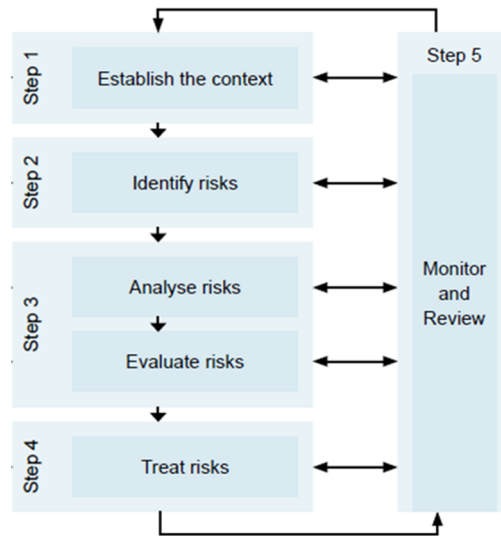 Step 1
Establish the context
Step 2
Identify risks
Step 3
Analyse risks
Evaluate risks
Step 4
Treat risks
Step 5
Monitor
and
Review